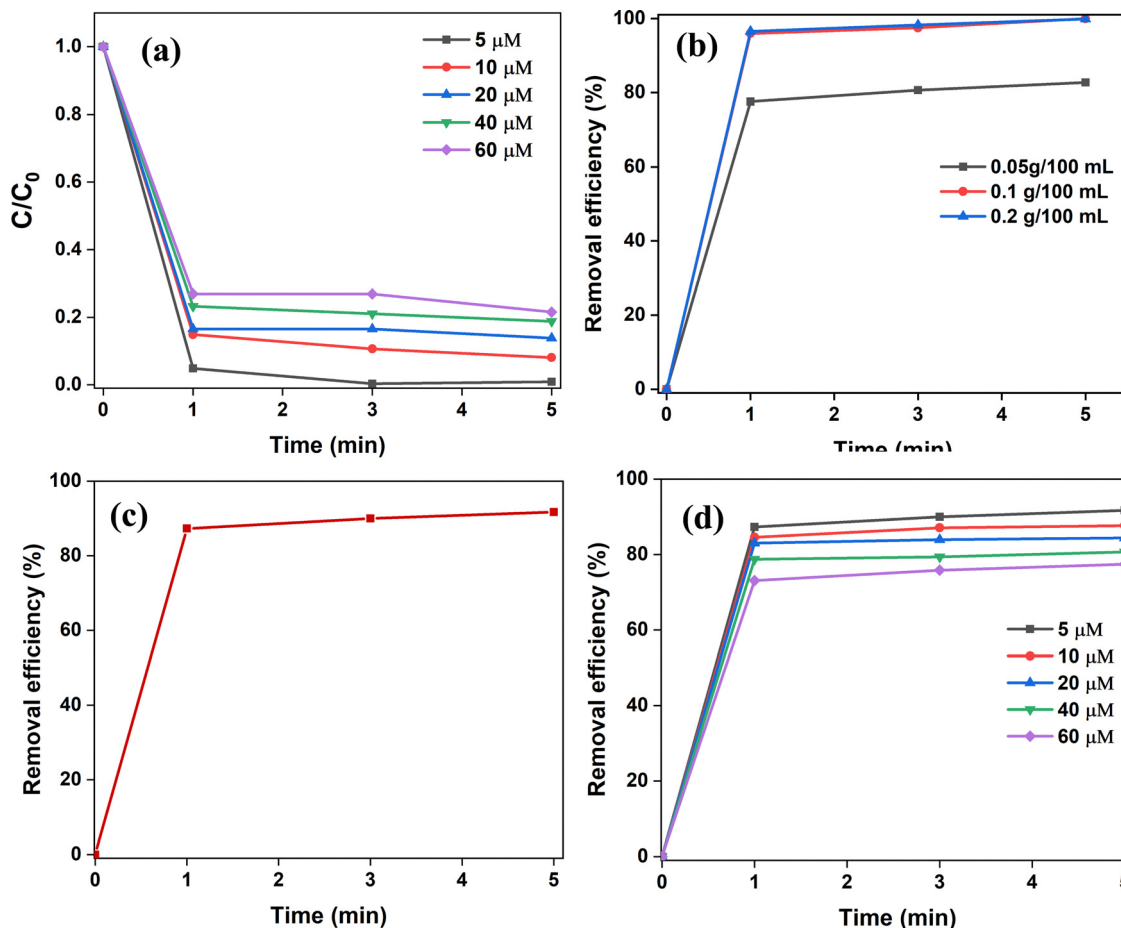 (a)
5 μM
10 μM
20 μM
40 μM
60 μM
C/C0
1.0
0.8
0.6
0.4
0.2
0.0
0 1 2 3 4 5
Time (min)
(b)
0.05g/100 mL
0.1 g/100 mL
0.2 g/100 mL
Removal efficiency (%)
100
80
60
40
20
0
0 1 2 3 4 5
Time (min)
(c)
Removal efficiency (%)
100
80
60
40
20
0
0 1 2 3 4 5
Time (min)
(d)
5 μM
10 μM
20 μM
40 μM
60 μM
Removal efficiency (%)
100
80
60
40
20
0
0 1 2 3 4 5
Time (min)